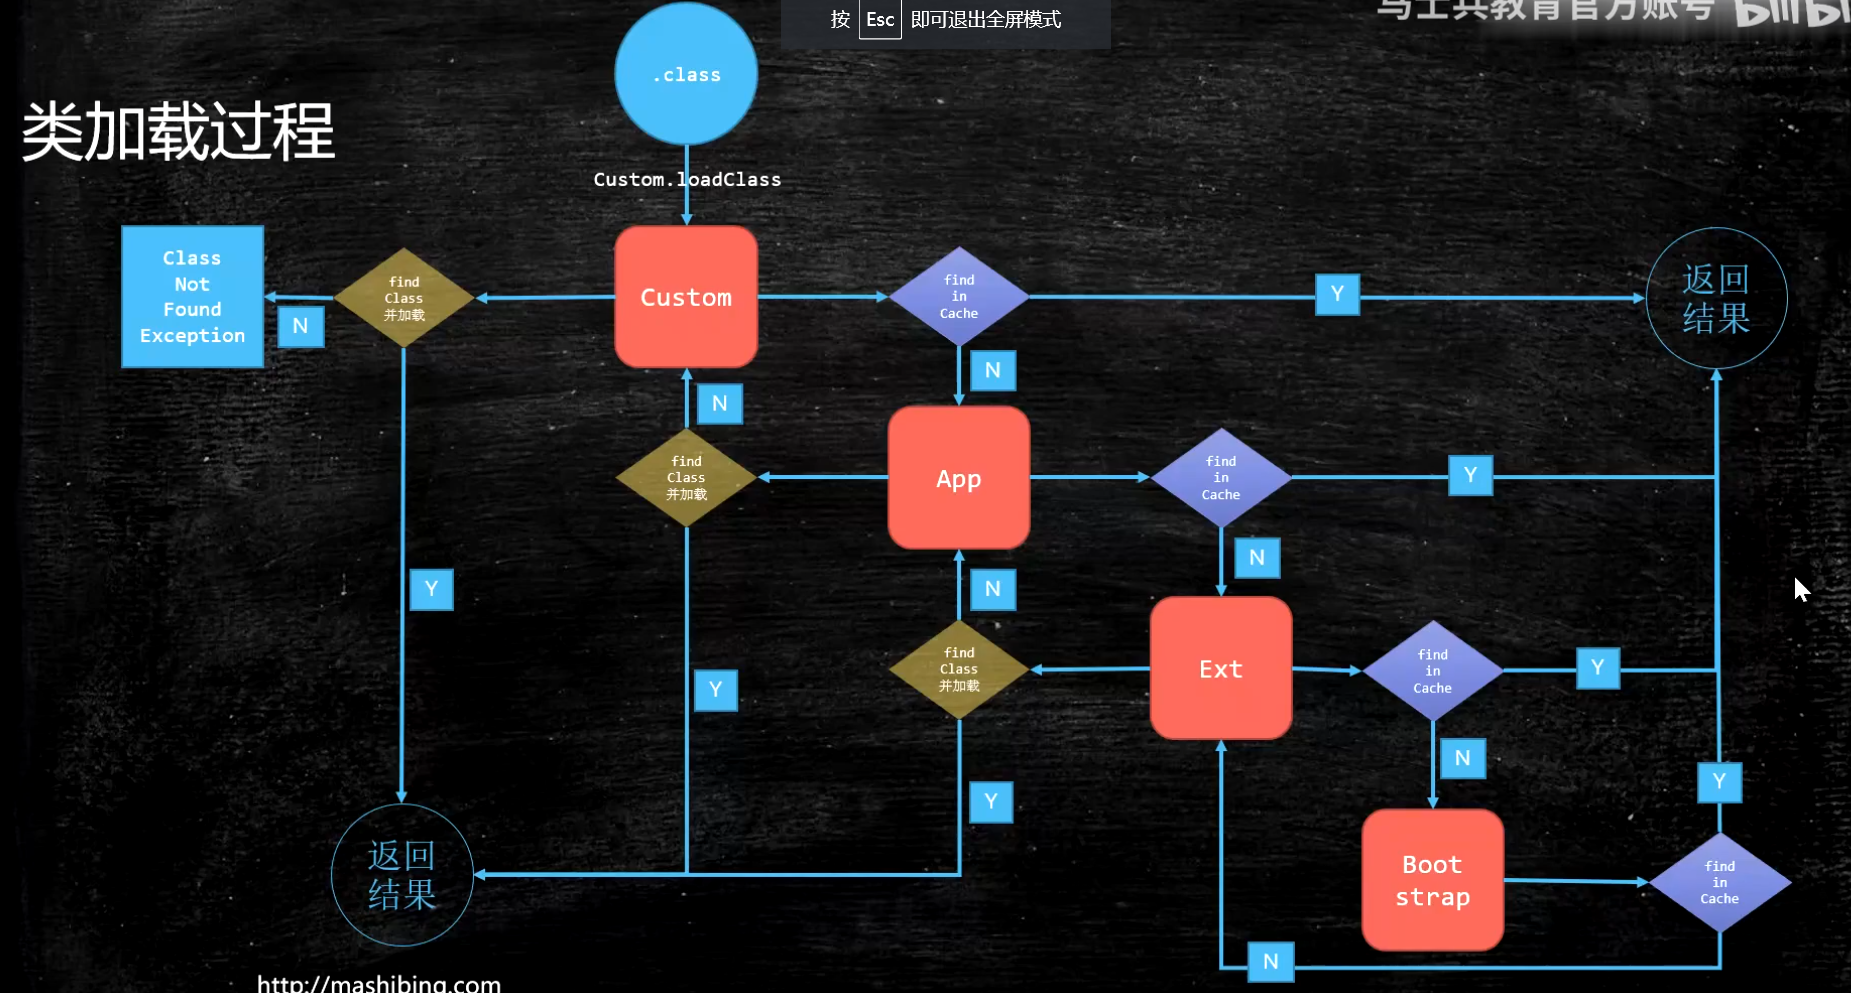 按 Esc 即可退出全屏模式
马士兵教育官方账号 bilibi
.class
类加载过程
Custom.loadClass
Class
Not
Found
Exception
N
find
Class
并加载
Custom
find
in
Cache
Y
返回
结果
N
N
find
Class
并加载
App
find
in
Cache
Y
N
Y
N
find
Class
并加载
Ext
find
in
Cache
Y
Y
N
Y
Y
返回
结果
Boot
strap
find
in
Cache
N
http://mashibing.com